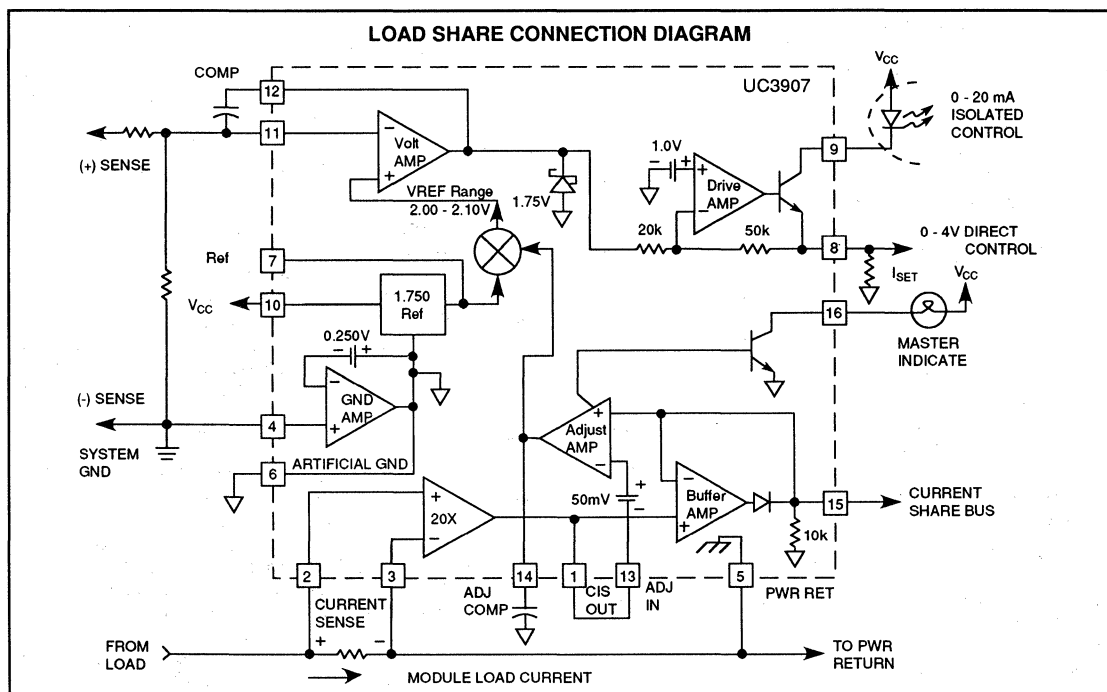 LOAD SHARE CONNECTION DIAGRAM
COMP
12
UC3907
VCC
0 - 20 mA
ISOLATED
CONTROL
11
(+) SENSE
−
Volt
AMP
+
VREF Range
2.00 - 2.10V
1.75V
1.0V
− +
+
Drive
AMP
−
9
20k
50k
8
0 - 4V DIRECT
CONTROL
ISET
VCC
Ref
7
VCC
10
1.750
Ref
16
MASTER
INDICATE
0.250V
− +
−
GND
AMP
+
(-) SENSE
4
SYSTEM
GND
6
ARTIFICIAL GND
+
Adjust
AMP
−
50mV
+
−
−
Buffer
AMP
+
15
CURRENT
SHARE BUS
10k
+
20X
−
2
3
14
1
13
5
CURRENT
SENSE
ADJ
COMP
CIS
OUT
ADJ
IN
PWR RET
FROM
LOAD
+ −
MODULE LOAD CURRENT
TO PWR
RETURN